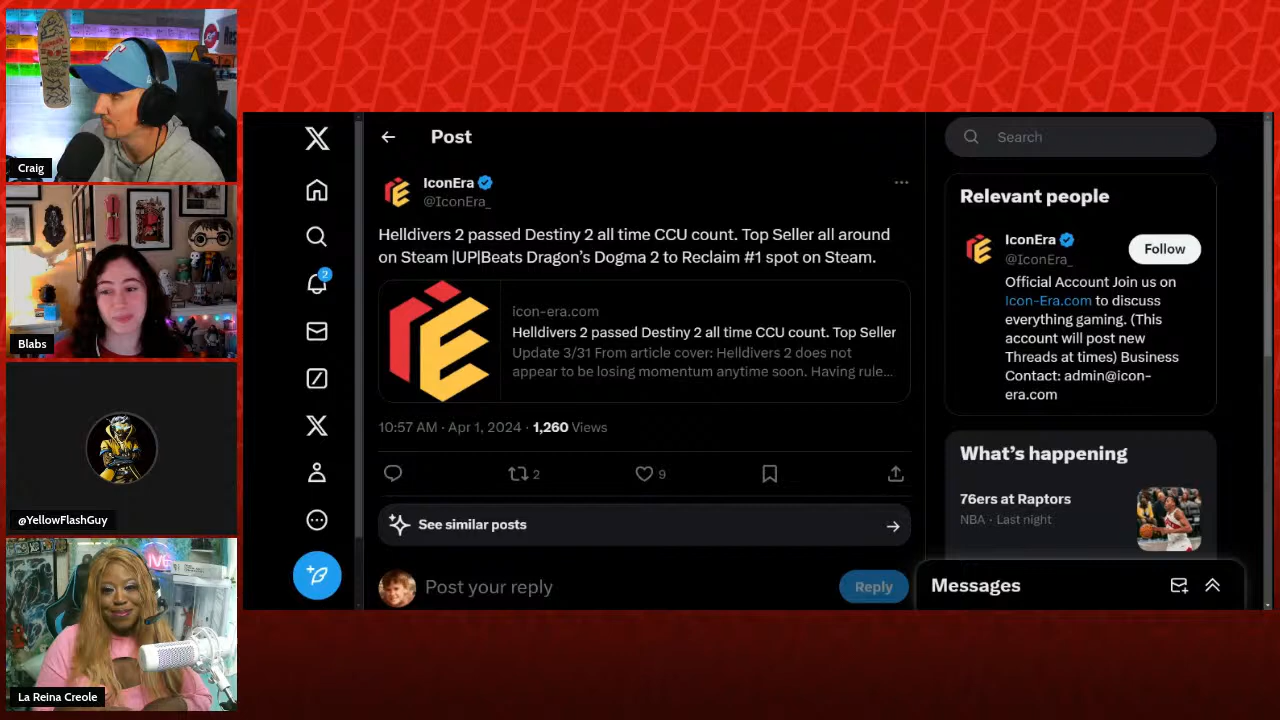 Craig
Blabs
@YellowFlashGuy
La Reina Creole
2
Post
IconEra
@IconEra_
Helldivers 2 passed Destiny 2 all time CCU count. Top Seller all around
on Steam |UP|Beats Dragon's Dogma 2 to Reclaim #1 spot on Steam.
icon-era.com
Helldivers 2 passed Destiny 2 all time CCU count. Top Seller
Update 3/31 From article cover: Helldivers 2 does not
appear to be losing momentum anytime soon. Having rule...
10:57 AM · Apr 1, 2024 · 1,260 Views
2
9
See similar posts
Post your reply
Reply
Search
Relevant people
IconEra
@IconEra_
Follow
Official Account Join us on
Icon-Era.com to discuss
everything gaming. (This
account will post new
Threads at times) Business
Contact: admin@icon-
era.com
What's happening
76ers at Raptors
NBA · Last night
Messages